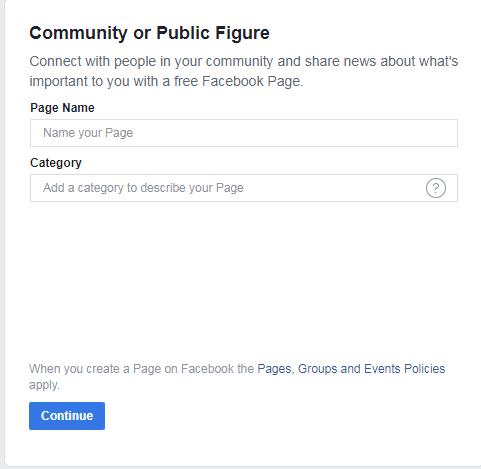 Community or Public Figure
Connect with people in your community and share news about what's
important to you with a free Facebook Page.
Page Name
Name your Page
Category
Add a category to describe your Page
?
When you create a Page on Facebook the Pages, Groups and Events Policies
apply.
Continue